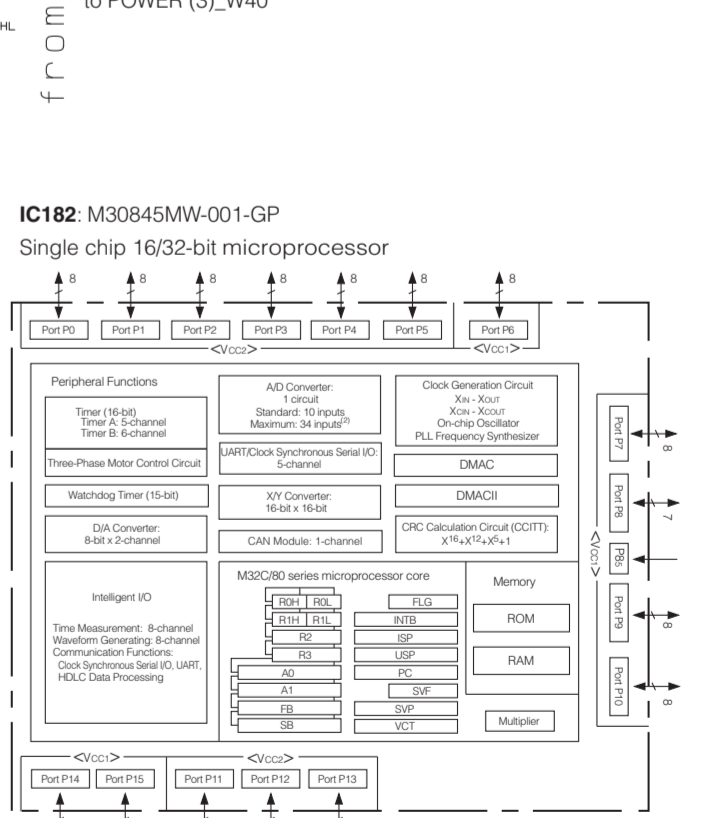 to POWER (3)_W40
HL
from
IC182: M30845MW-001-GP
Single chip 16/32-bit microprocessor
8 8 8 8 8 8 8
Port P0 Port P1 Port P2 Port P3 Port P4 Port P5 Port P6
<VCC2> <VCC1>
Peripheral Functions
Timer (16-bit)
Timer A: 5-channel
Timer B: 6-channel
Three-Phase Motor Control Circuit
Watchdog Timer (15-bit)
D/A Converter:
8-bit x 2-channel
A/D Converter:
1 circuit
Standard: 10 inputs
Maximum: 34 inputs(2)
UART/Clock Synchronous Serial I/O:
5-channel
X/Y Converter:
16-bit x 16-bit
CAN Module: 1-channel
Clock Generation Circuit
XIN - XOUT
XCIN - XCOUT
On-chip Oscillator
PLL Frequency Synthesizer
DMAC
DMACII
CRC Calculation Circuit (CCITT):
X16+X12+X5+1
Intelligent I/O
Time Measurement: 8-channel
Waveform Generating: 8-channel
Communication Functions:
Clock Synchronous Serial I/O, UART,
HDLC Data Processing
M32C/80 series microprocessor core
R0H R0L
R1H R1L
R2
R3
A0
A1
FB
SB
FLG
INTB
ISP
USP
PC
SVF
SVP
VCT
Memory
ROM
RAM
Multiplier
Port P7
8
Port P8
7
<VCC1>
P85
Port P9
8
Port P10
8
<VCC1> <VCC2>
Port P14 Port P15 Port P11 Port P12 Port P13